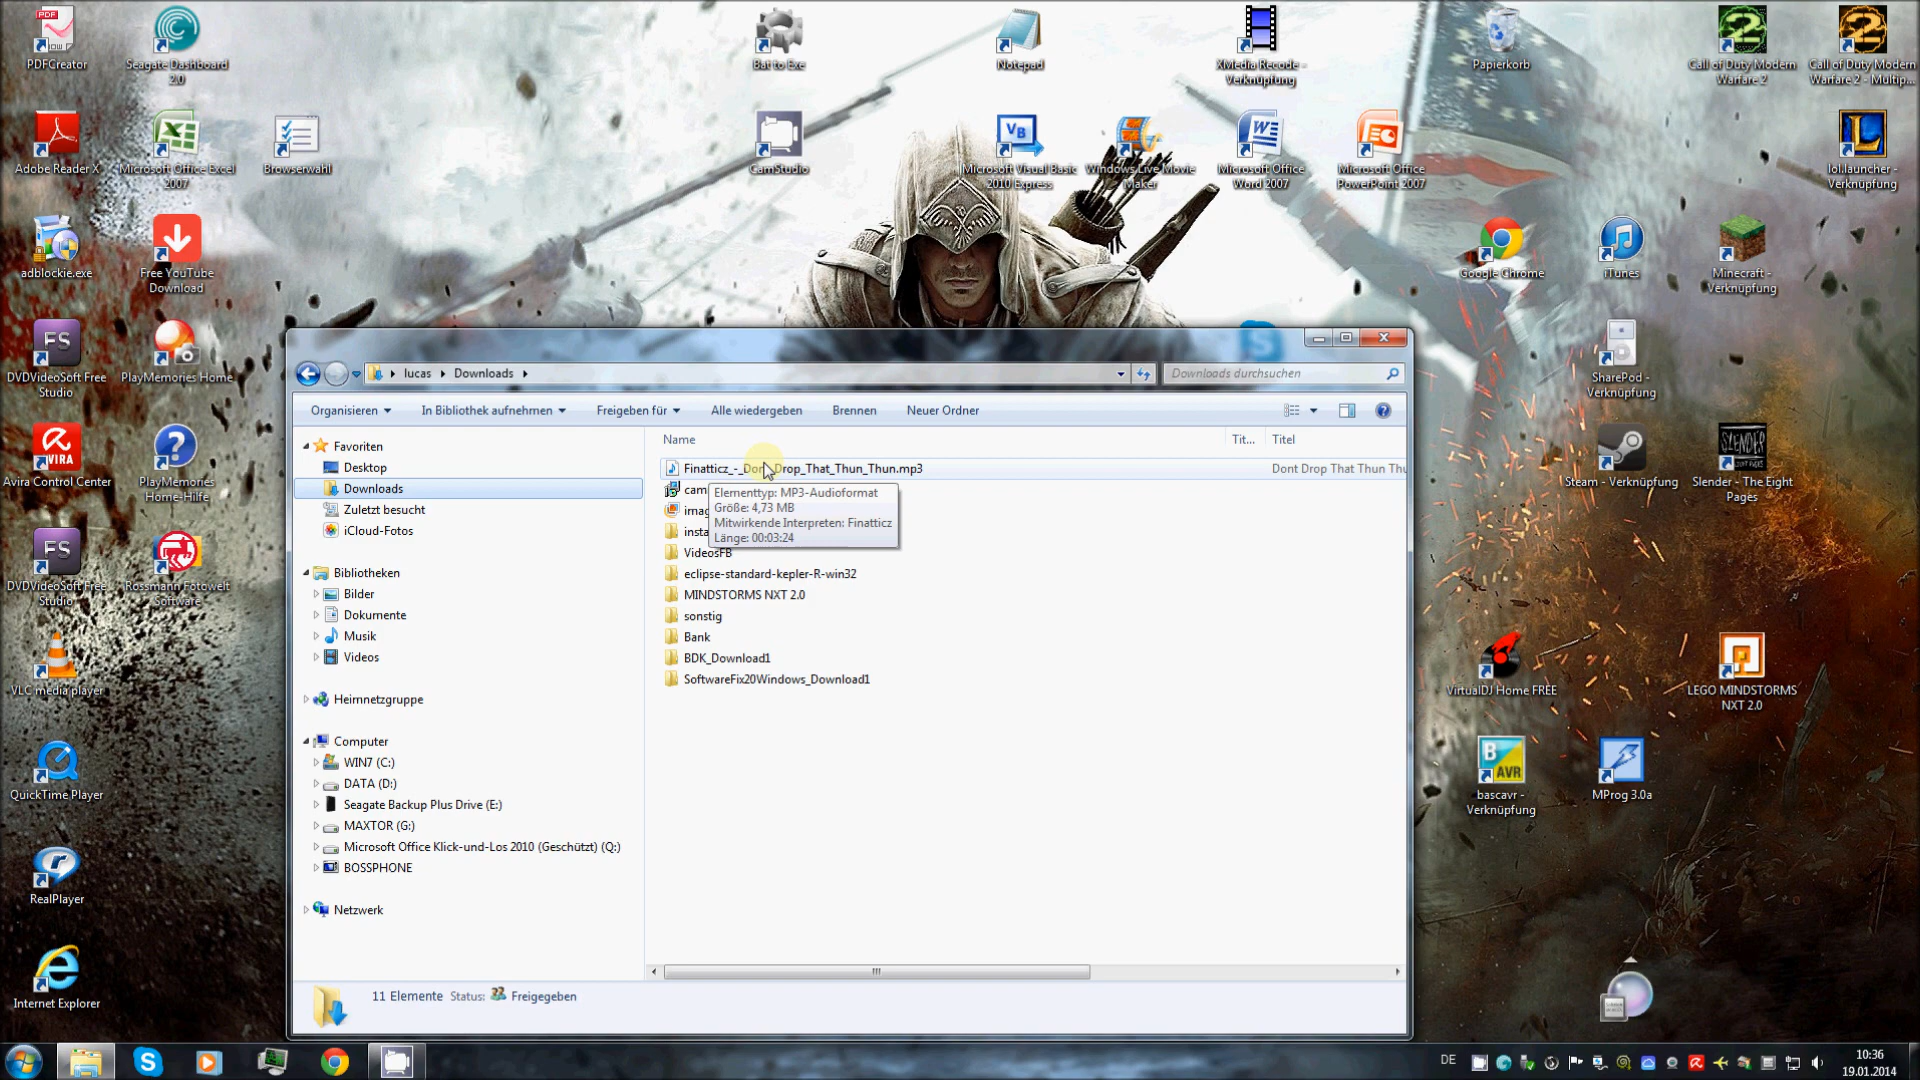 PDFCreator
Seagate Dashboard
2.0
Bat to Exe
Notepad
XMedia Recode -
Verknüpfung
Papierkorb
Call of Duty Modern
Warfare 2
Call of Duty Modern
Warfare 2 - Multip...
Adobe Reader X
Microsoft Office Excel
2007
Browserwahl
CamStudio
Microsoft Visual Basic
2010 Express
Windows Live Movie
Maker
Microsoft Office
Word 2007
Microsoft Office
PowerPoint 2007
lol.launcher -
Verknüpfung
adblockie.exe
Free YouTube
Download
Google Chrome
iTunes
Minecraft -
Verknüpfung
DVDVideoSoft Free
Studio
PlayMemories Home
SharePod -
Verknüpfung
Avira Control Center
PlayMemories
Home-Hilfe
Steam - Verknüpfung
Slender - The Eight
Pages
DVDVideoSoft Free
Studio
Rossmann Fotowelt
Software
VLC media player
VirtualDJ Home FREE
LEGO MINDSTORMS
NXT 2.0
QuickTime Player
bascavr -
Verknüpfung
MProg 3.0a
RealPlayer
Internet Explorer
lucas Downloads
Downloads durchsuchen
Organisieren In Bibliothek aufnehmen Freigeben für Alle wiedergeben Brennen Neuer Ordner
Favoriten
Desktop
Downloads
Zuletzt besucht
iCloud-Fotos
Bibliotheken
Bilder
Dokumente
Musik
Videos
Heimnetzgruppe
Computer
WIN7 (C:)
DATA (D:)
Seagate Backup Plus Drive (E:)
MAXTOR (G:)
Microsoft Office Klick-und-Los 2010 (Geschützt) (Q:)
BOSSPHONE
Netzwerk
Name Tit... Titel
Finatticz_-_Dont_Drop_That_Thun_Thun.mp3 Dont Drop That Thun Thu
cam
imag
insta
VideosFB
eclipse-standard-kepler-R-win32
MINDSTORMS NXT 2.0
sonstig
Bank
BDK_Download1
SoftwareFix20Windows_Download1
Elementtyp: MP3-Audioformat
Größe: 4,73 MB
Mitwirkende Interpreten: Finatticz
Länge: 00:03:24
11 Elemente Status: Freigegeben
DE
10:36
19.01.2014